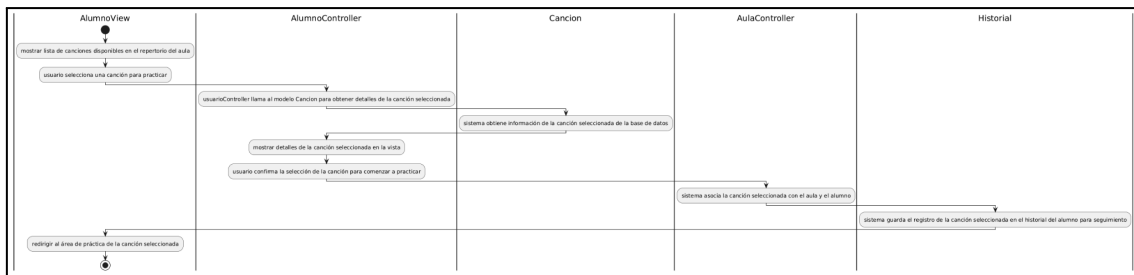 AlumnoView
AlumnoController
Cancion
AulaController
Historial
mostrar lista de canciones disponibles en el repertorio del aula
usuario selecciona una canción para practicar
usuarioController llama al modelo Cancion para obtener detalles de la canción seleccionada
sistema obtiene información de la canción seleccionada de la base de datos
mostrar detalles de la canción seleccionada en la vista
usuario confirma la selección de la canción para comenzar a practicar
sistema asocia la canción seleccionada con el aula y el alumno
sistema guarda el registro de la canción seleccionada en el historial del alumno para seguimiento
redirigir al área de práctica de la canción seleccionada